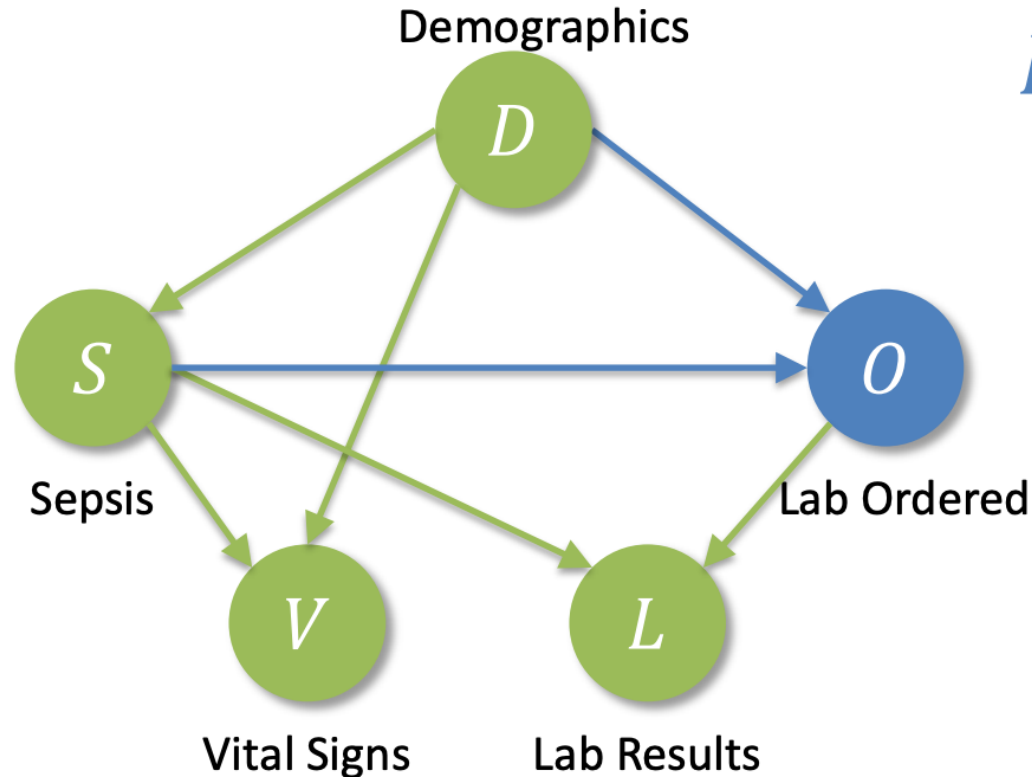 Demographics
D
S
O
Sepsis
Lab Ordered
V
L
Vital Signs
Lab Results